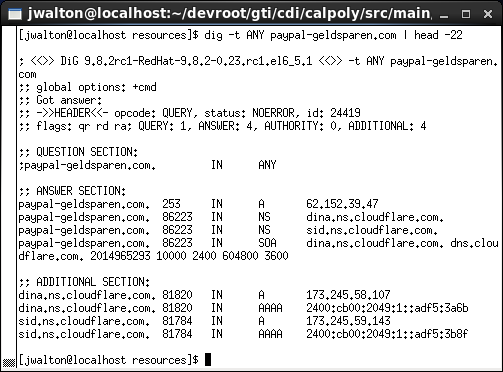 jwalton@localhost:~/devroot/gti/cdi/calpoly/src/main
[jwalton@localhost resources]$ dig -t ANY paypal-geldsparen.com | head -22

; <<>> DiG 9.8.2rc1-RedHat-9.8.2-0.23.rc1.el6_5.1 <<>> -t ANY paypal-geldsparen.
com
;; global options: +cmd
;; Got answer:
;; ->>HEADER<<- opcode: QUERY, status: NOERROR, id: 24419
;; flags: qr rd ra; QUERY: 1, ANSWER: 4, AUTHORITY: 0, ADDITIONAL: 4

;; QUESTION SECTION:
;paypal-geldsparen.com. IN ANY

;; ANSWER SECTION:
paypal-geldsparen.com. 253 IN A 62.152.39.47
paypal-geldsparen.com. 86223 IN NS dina.ns.cloudflare.com.
paypal-geldsparen.com. 86223 IN NS sid.ns.cloudflare.com.
paypal-geldsparen.com. 86223 IN SOA dina.ns.cloudflare.com. dns.clou
dflare.com. 2014965293 10000 2400 604800 3600

;; ADDITIONAL SECTION:
dina.ns.cloudflare.com. 81820 IN A 173.245.58.107
dina.ns.cloudflare.com. 81820 IN AAAA 2400:cb00:2049:1::adf5:3a6b
sid.ns.cloudflare.com. 81784 IN A 173.245.59.143
sid.ns.cloudflare.com. 81784 IN AAAA 2400:cb00:2049:1::adf5:3b8f

[jwalton@localhost resources]$